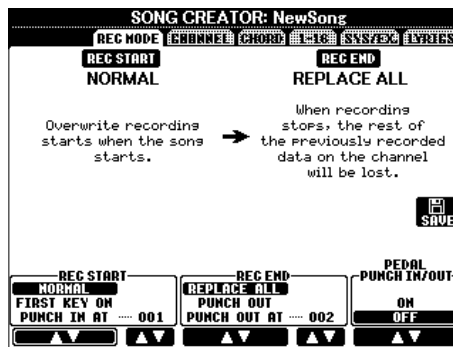 SONG CREATOR: NewSong
REC MODE CHANNEL CHORD 1-16 SYS/EX. LYRICS
REC START
NORMAL
Overwrite recording
starts when the song
starts.
REC END
REPLACE ALL
When recording
stops, the rest of
the previously recorded
data on the channel
will be lost.
SAVE
REC START
NORMAL
FIRST KEY ON
PUNCH IN AT ···· 001
REC END
REPLACE ALL
PUNCH OUT
PUNCH OUT AT ···· 002
PEDAL
PUNCH IN/OUT
ON
OFF